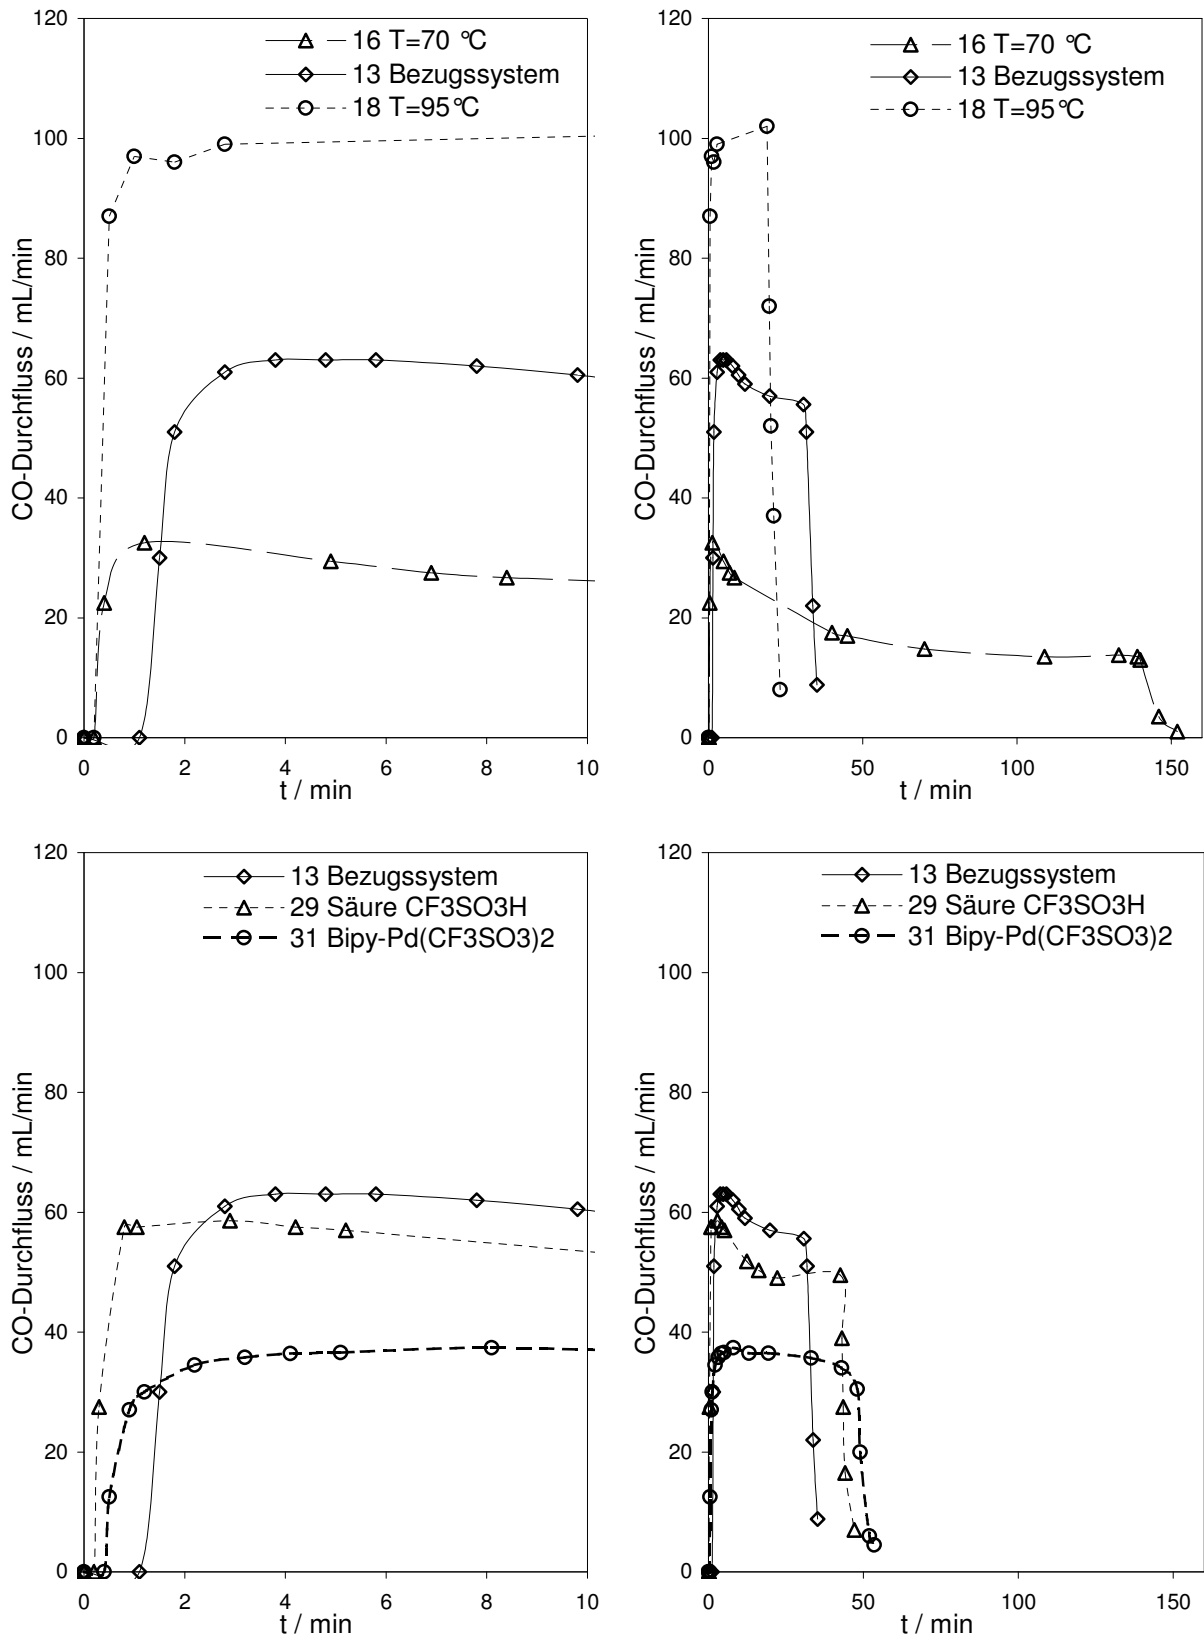 120
100
80
60
40
20
0
CO-Durchfluss / mL/min
16 T=70 °C
13 Bezugssystem
18 T=95°C
0 2 4 6 8 10
t / min
120
100
80
60
40
20
0
CO-Durchfluss / mL/min
16 T=70 °C
13 Bezugssystem
18 T=95°C
0 50 100 150
t / min
120
100
80
60
40
20
0
CO-Durchfluss / mL/min
13 Bezugssystem
29 Säure CF3SO3H
31 Bipy-Pd(CF3SO3)2
0 2 4 6 8 10
t / min
120
100
80
60
40
20
0
CO-Durchfluss / mL/min
13 Bezugssystem
29 Säure CF3SO3H
31 Bipy-Pd(CF3SO3)2
0 50 100 150
t / min